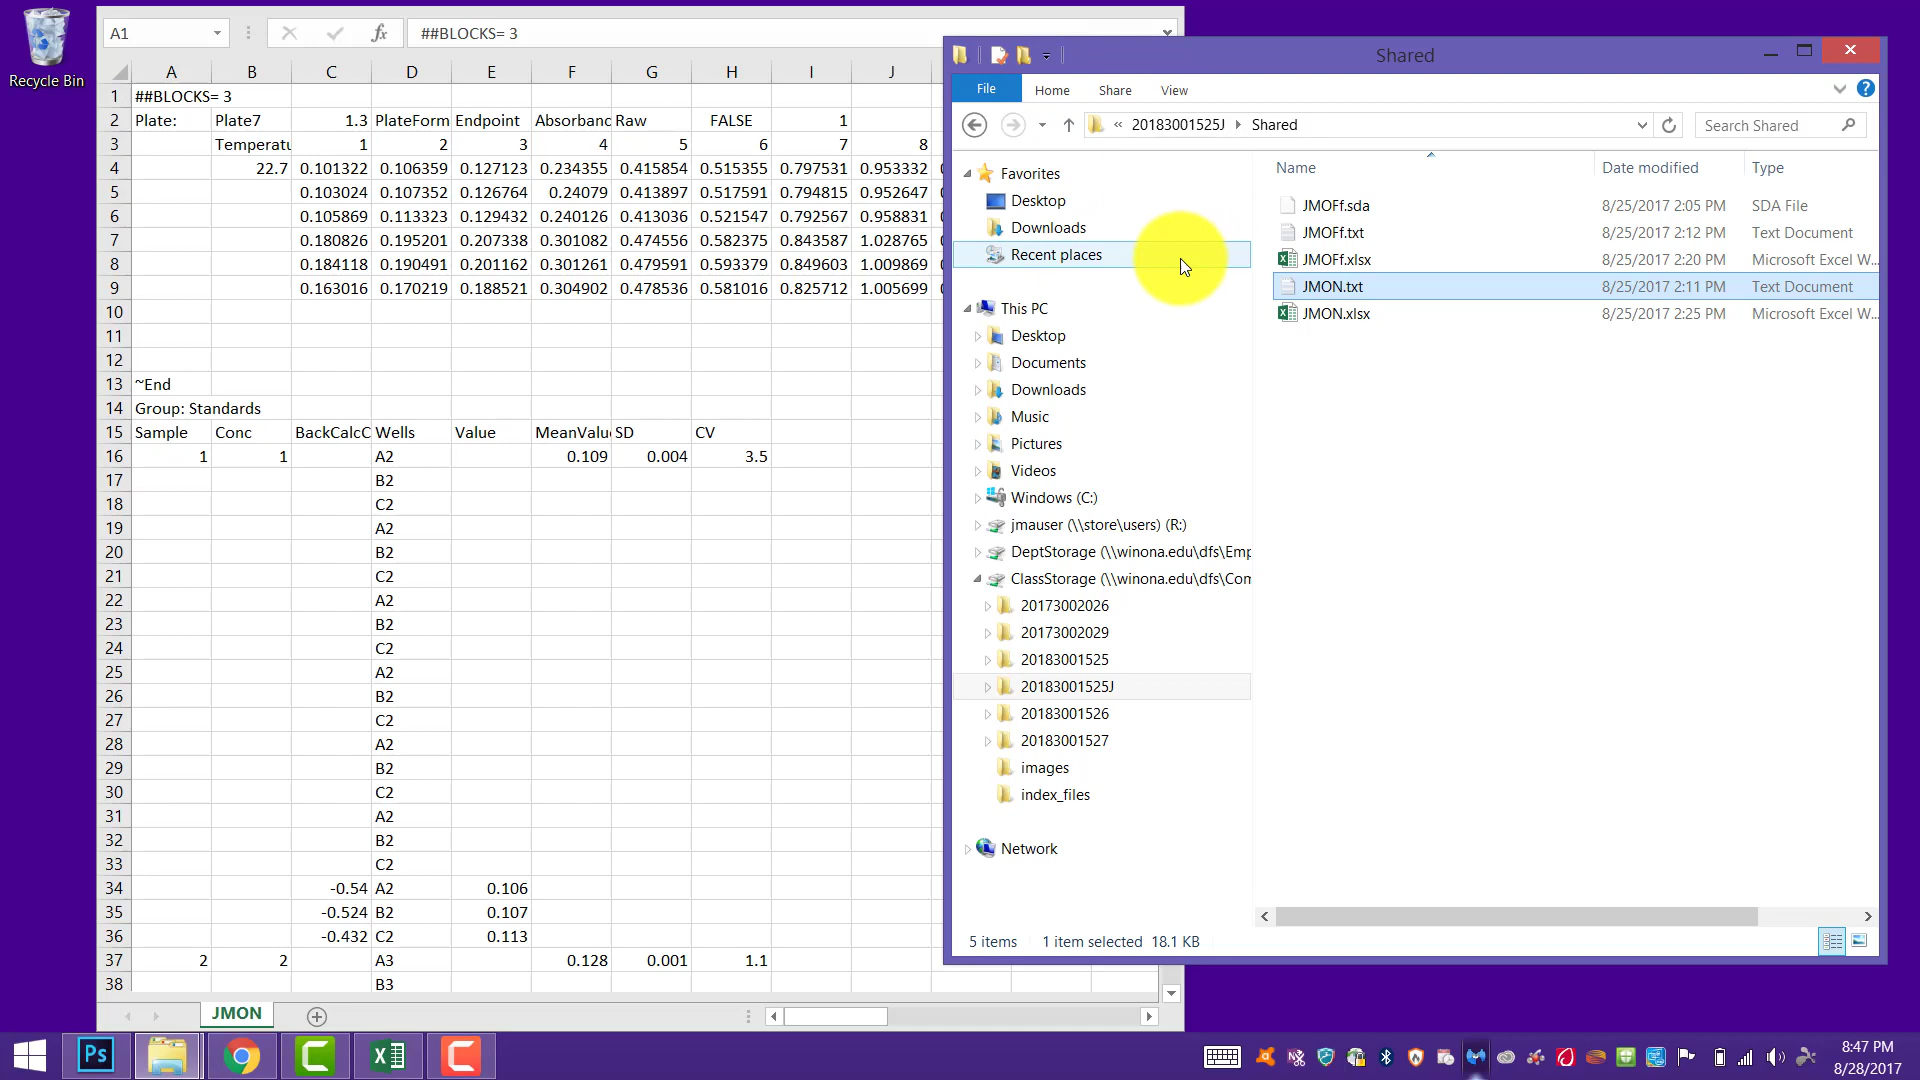 Recycle Bin
A1
fx
##BLOCKS= 3
A B C D E F G H I J
1 ##BLOCKS= 3
2 Plate: Plate7 1.3 PlateForm Endpoint Absorbanc Raw FALSE 1
3 Temperatu 1 2 3 4 5 6 7 8
4 22.7 0.101322 0.106359 0.127123 0.234355 0.415854 0.515355 0.797531 0.953332
5 0.103024 0.107352 0.126764 0.24079 0.413897 0.517591 0.794815 0.952647
6 0.105869 0.113323 0.129432 0.240126 0.413036 0.521547 0.792567 0.958831
7 0.180826 0.195201 0.207338 0.301082 0.474556 0.582375 0.843587 1.028765
8 0.184118 0.190491 0.201162 0.301261 0.479591 0.593379 0.849603 1.009869
9 0.163016 0.170219 0.188521 0.304902 0.478536 0.581016 0.825712 1.005699
10
11
12
13 ~End
14 Group: Standards
15 Sample Conc BackCalcC Wells Value MeanValu SD CV
16 1 1 A2 0.109 0.004 3.5
17 B2
18 C2
19 A2
20 B2
21 C2
22 A2
23 B2
24 C2
25 A2
26 B2
27 C2
28 A2
29 B2
30 C2
31 A2
32 B2
33 C2
34 -0.54 A2 0.106
35 -0.524 B2 0.107
36 -0.432 C2 0.113
37 2 2 A3 0.128 0.001 1.1
38 B3
JMON
Shared
File Home Share View
« 20183001525J Shared
Search Shared
Favorites
Desktop
Downloads
Recent places
This PC
Desktop
Documents
Downloads
Music
Pictures
Videos
Windows (C:)
jmauser (\\store\users) (R:)
DeptStorage (\\winona.edu\dfs\Emp
ClassStorage (\\winona.edu\dfs\Com
20173002026
20173002029
20183001525
20183001525J
20183001526
20183001527
images
index_files
Network
Name Date modified Type
JMOFf.sda 8/25/2017 2:05 PM SDA File
JMOFf.txt 8/25/2017 2:12 PM Text Document
JMOFf.xlsx 8/25/2017 2:20 PM Microsoft Excel W...
JMON.txt 8/25/2017 2:11 PM Text Document
JMON.xlsx 8/25/2017 2:25 PM Microsoft Excel W...
5 items 1 item selected 18.1 KB
Ps
8:47 PM
8/28/2017